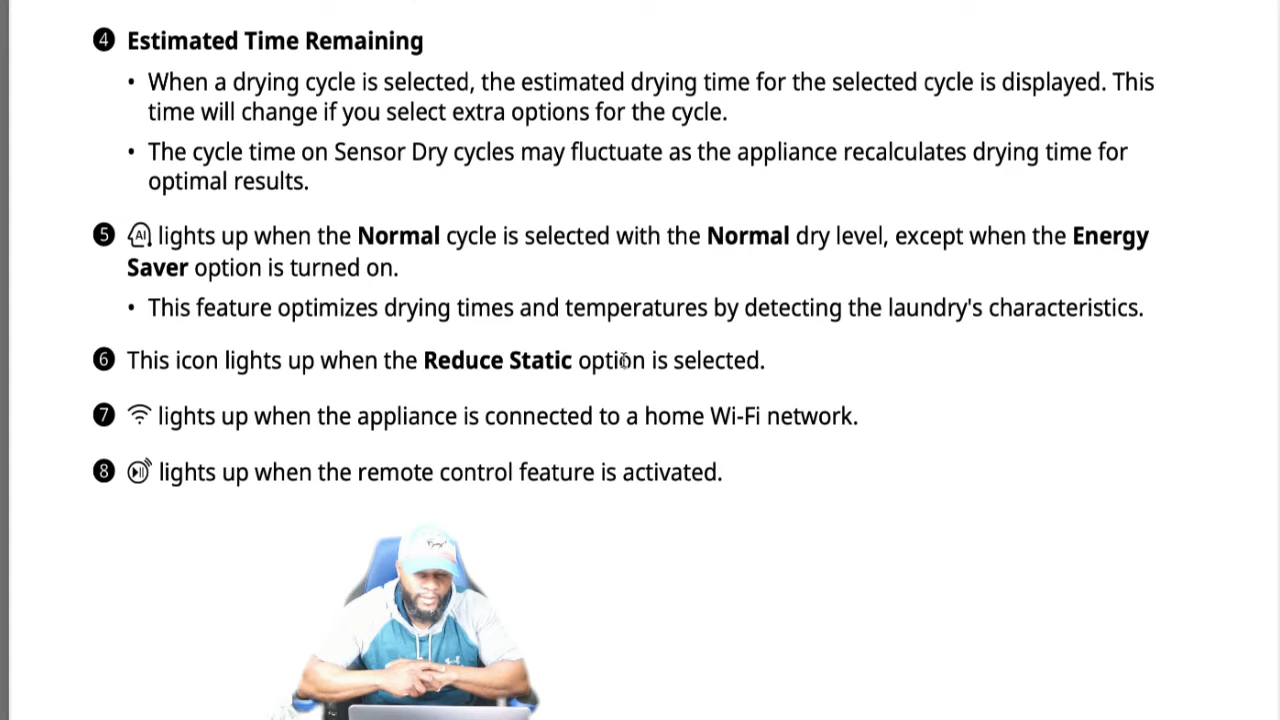 4 Estimated Time Remaining
• When a drying cycle is selected, the estimated drying time for the selected cycle is displayed. This
time will change if you select extra options for the cycle.
• The cycle time on Sensor Dry cycles may fluctuate as the appliance recalculates drying time for
optimal results.
5 AI lights up when the Normal cycle is selected with the Normal dry level, except when the Energy
Saver option is turned on.
• This feature optimizes drying times and temperatures by detecting the laundry's characteristics.
6 This icon lights up when the Reduce Static option is selected.
7 lights up when the appliance is connected to a home Wi-Fi network.
8 lights up when the remote control feature is activated.